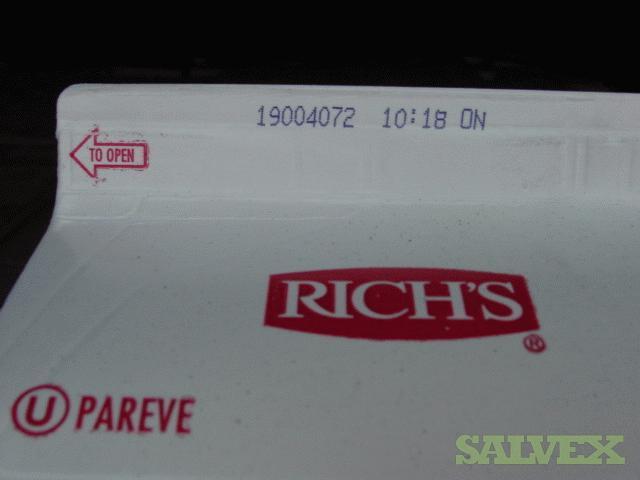 19004072 10:18 ON
TO OPEN
RICH'S
®
U PAREVE
SALVEX